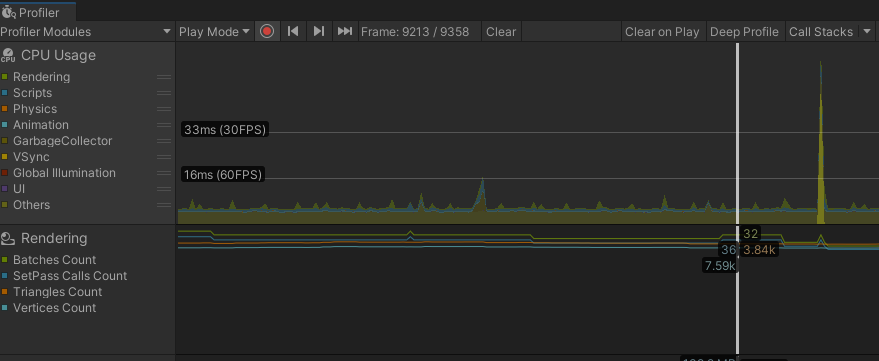 Profiler
Profiler Modules
Play Mode
Frame: 9213 / 9358
Clear
Clear on Play
Deep Profile
Call Stacks
CPU Usage
CPU
Rendering
Scripts
Physics
Animation
GarbageCollector
VSync
Global Illumination
UI
Others
33ms (30FPS)
16ms (60FPS)
Rendering
Batches Count
SetPass Calls Count
Triangles Count
Vertices Count
32
36
3.84k
7.59k